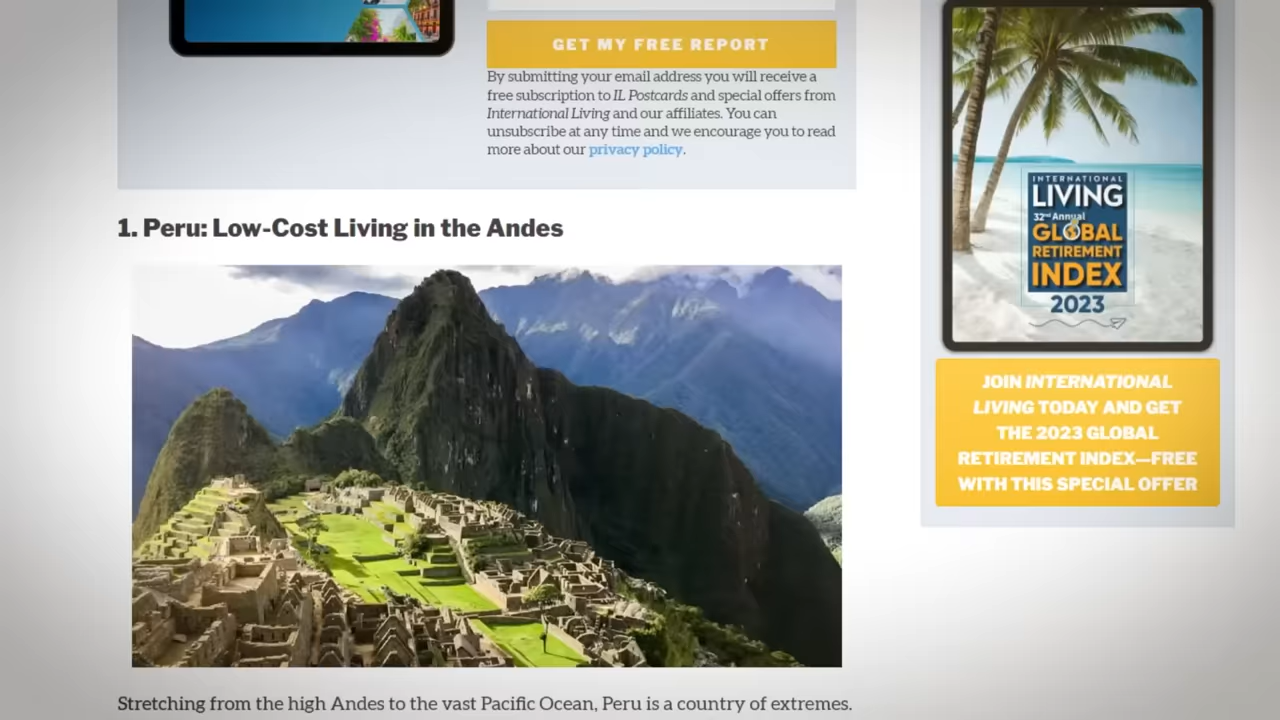 GET MY FREE REPORT
By submitting your email address you will receive a
free subscription to IL Postcards and special offers from
International Living and our affiliates. You can
unsubscribe at any time and we encourage you to read
more about our privacy policy.
1. Peru: Low-Cost Living in the Andes
Stretching from the high Andes to the vast Pacific Ocean, Peru is a country of extremes.
INTERNATIONAL
LIVING
32nd Annual
GLOBAL
RETIREMENT
INDEX
2023
JOIN INTERNATIONAL
LIVING TODAY AND GET
THE 2023 GLOBAL
RETIREMENT INDEX—FREE
WITH THIS SPECIAL OFFER